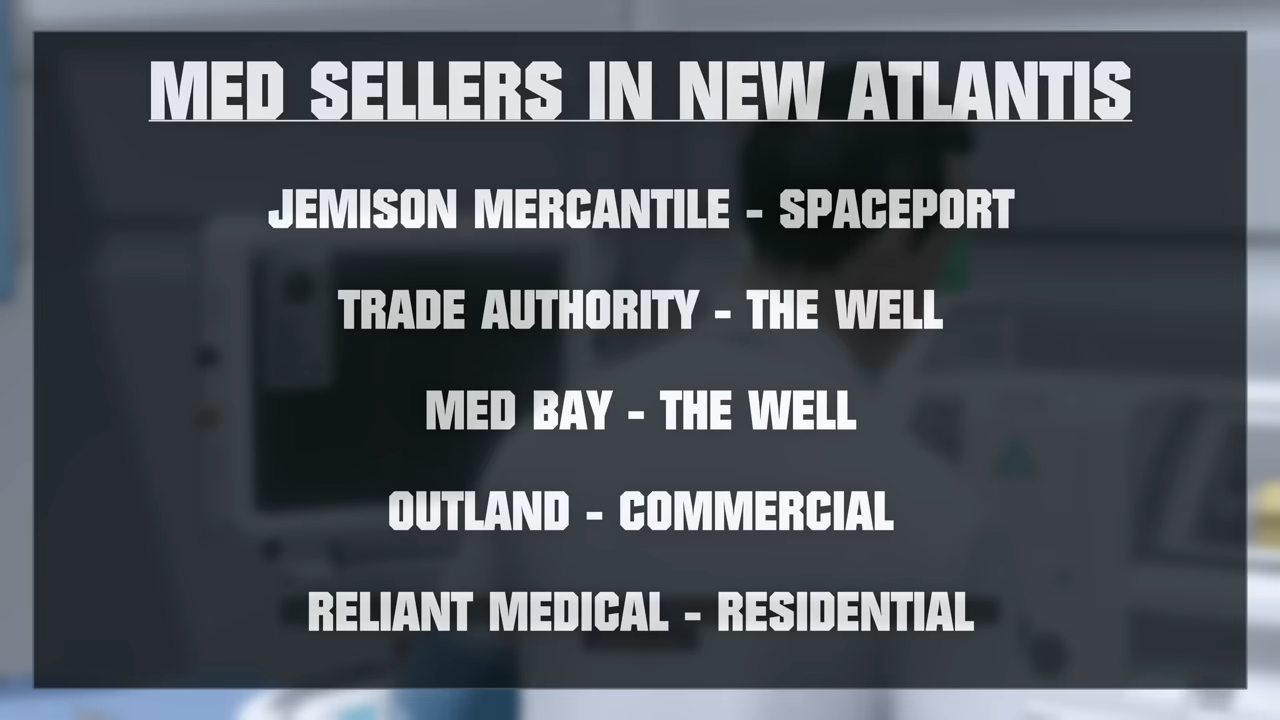 MED SELLERS IN NEW ATLANTIS
JEMISON MERCANTILE - SPACEPORT
TRADE AUTHORITY - THE WELL
MED BAY - THE WELL
OUTLAND - COMMERCIAL
RELIANT MEDICAL - RESIDENTIAL